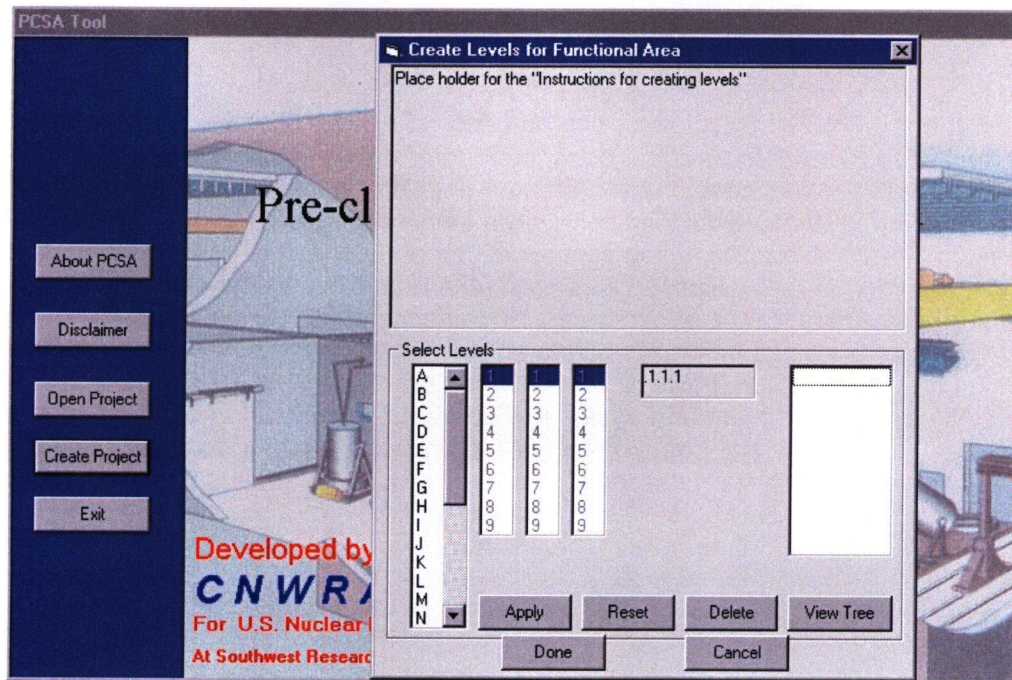 PCSA Tool
Pre-cl
About PCSA
Disclaimer
Open Project
Create Project
Exit
Developed by
CNWRA
For U.S. Nuclear
At Southwest Researc
Create Levels for Functional Area
Place holder for the "Instructions for creating levels"
Select Levels
A
B
C
D
E
F
G
H
I
J
K
L
M
N
1 1 1
2 2 2
3 3 3
4 4 4
5 5 5
6 6 6
7 7 7
8 8 8
9 9 9
.1.1.1
Apply Reset Delete View Tree
Done Cancel